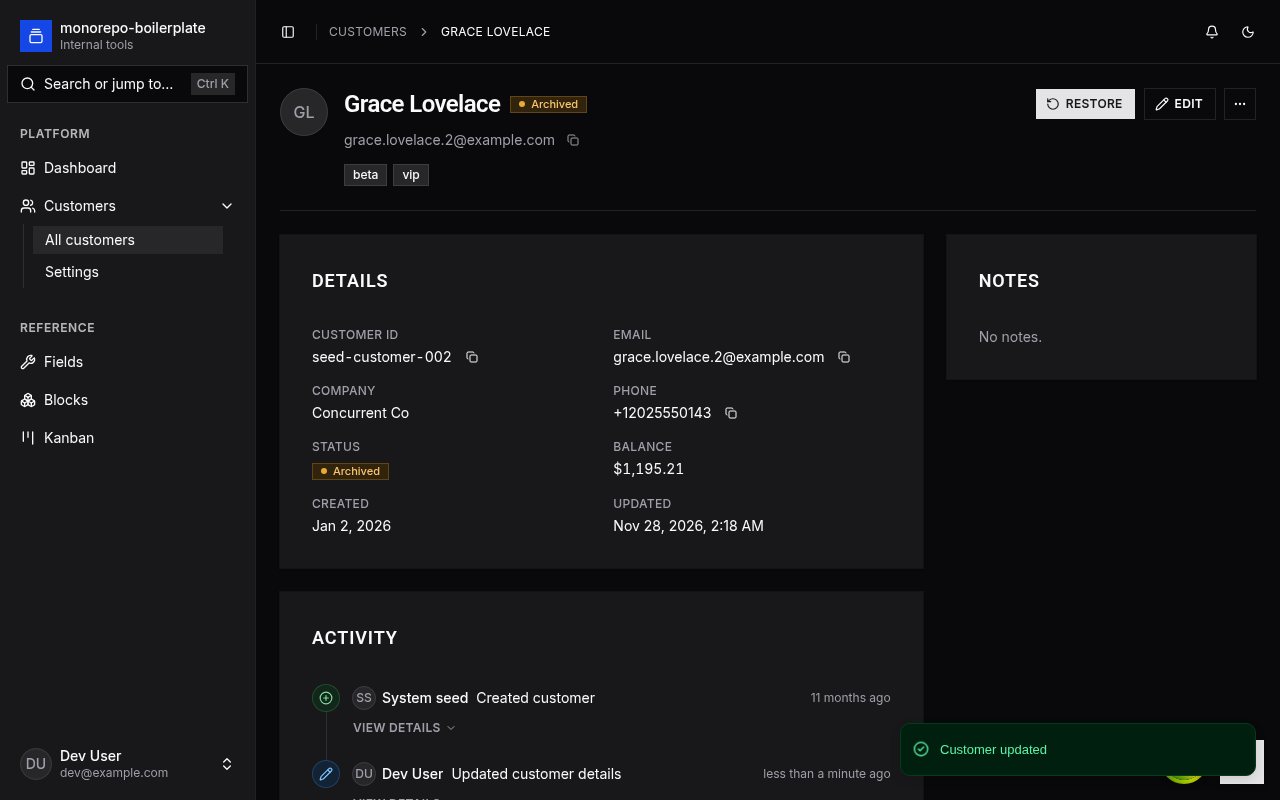 monorepo-boilerplate
Internal tools
Search or jump to...
Ctrl K
PLATFORM
Dashboard
Customers
All customers
Settings
REFERENCE
Fields
Blocks
Kanban
DU
Dev User
dev@example.com
CUSTOMERS
GRACE LOVELACE
GL
Grace Lovelace
Archived
grace.lovelace.2@example.com
beta
vip
RESTORE
EDIT
DETAILS
CUSTOMER ID
seed-customer-002
EMAIL
grace.lovelace.2@example.com
COMPANY
Concurrent Co
PHONE
+12025550143
STATUS
Archived
BALANCE
$1,195.21
CREATED
Jan 2, 2026
UPDATED
Nov 28, 2026, 2:18 AM
NOTES
No notes.
ACTIVITY
SS System seed Created customer 11 months ago
VIEW DETAILS
DU Dev User Updated customer details less than a minute ago
VIEW DETAILS
Customer updated